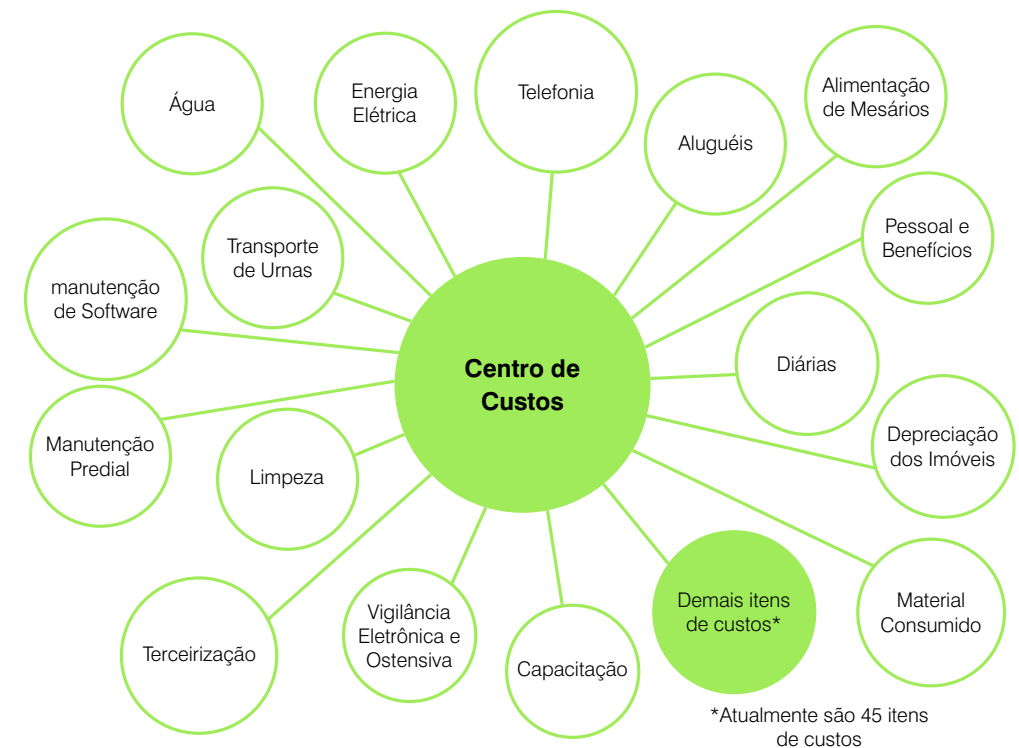 Água
Energia
Elétrica
Telefonia
Aluguéis
Alimentação
de Mesários
Pessoal e
Benefícios
Transporte
de Urnas
manutenção
de Software
Centro de
Custos
Diárias
Manutenção
Predial
Limpeza
Depreciação
dos Imóveis
Terceirização
Vigilância
Eletrônica e
Ostensiva
Capacitação
Demais itens
de custos*
Material
Consumido
*Atualmente são 45 itens
de custos